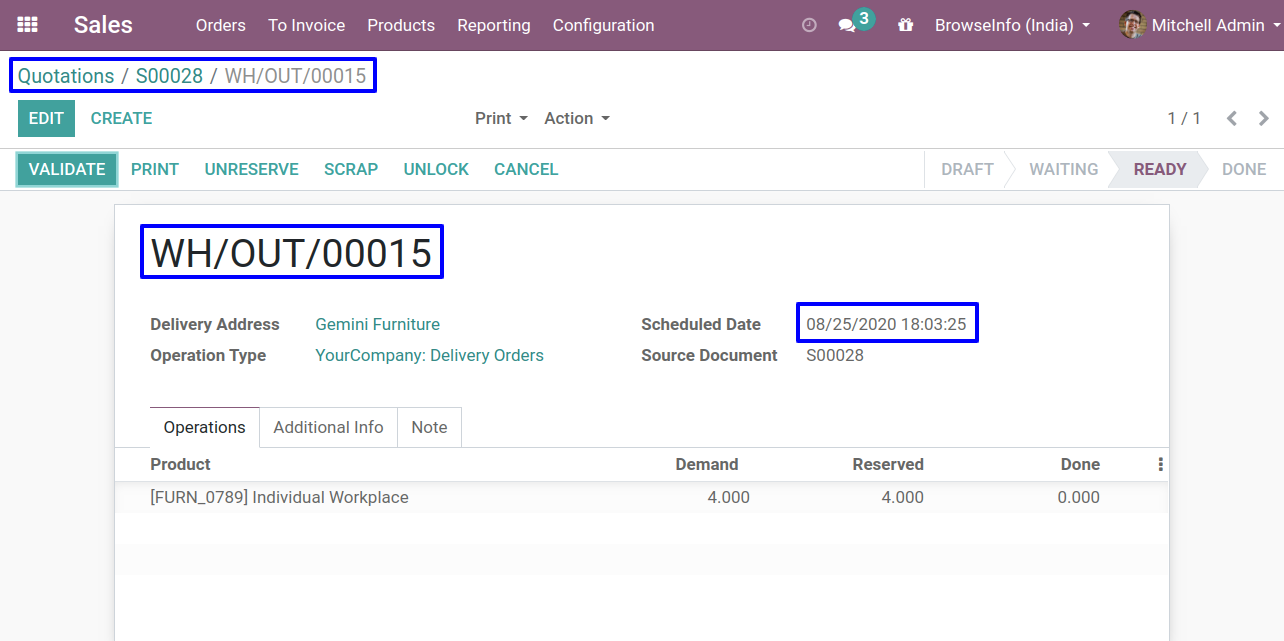 Sales Orders To Invoice Products Reporting Configuration 3 BrowseInfo (India) Mitchell Admin
Quotations / S00028 / WH/OUT/00015
EDIT CREATE Print Action 1 / 1
VALIDATE PRINT UNRESERVE SCRAP UNLOCK CANCEL DRAFT WAITING READY DONE
WH/OUT/00015
Delivery Address Gemini Furniture Scheduled Date 08/25/2020 18:03:25
Operation Type YourCompany: Delivery Orders Source Document S00028
Operations Additional Info Note
Product Demand Reserved Done
[FURN_0789] Individual Workplace 4.000 4.000 0.000